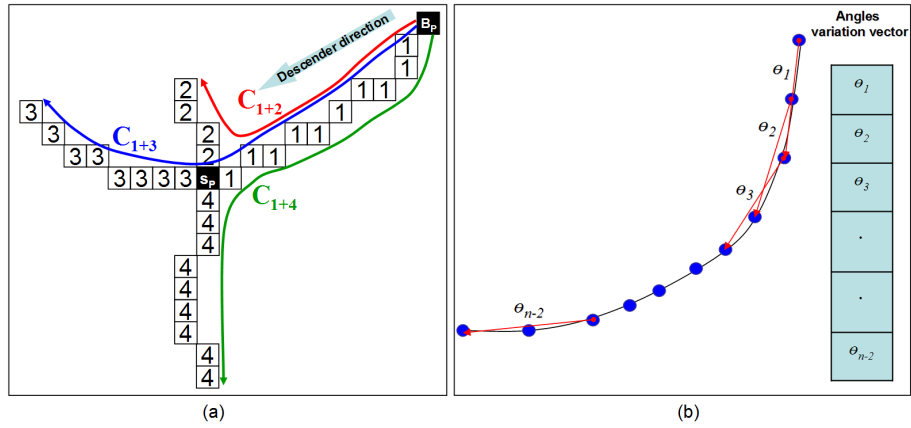 Bₚ
Descender direction
1
1
2
1 1
3
2
C₁₊₂
1
3
C₁₊₃
2
1 1
3 3
2
1 1
3 3 3 3 sₚ 1
4
C₁₊₄
4
4
4
4
4
4
4
4
(a)
Angles
variation vector
θ₁
θ₁
θ₂
θ₂
θ₃
θ₃
.
.
θₙ₋₂
θₙ₋₂
(b)